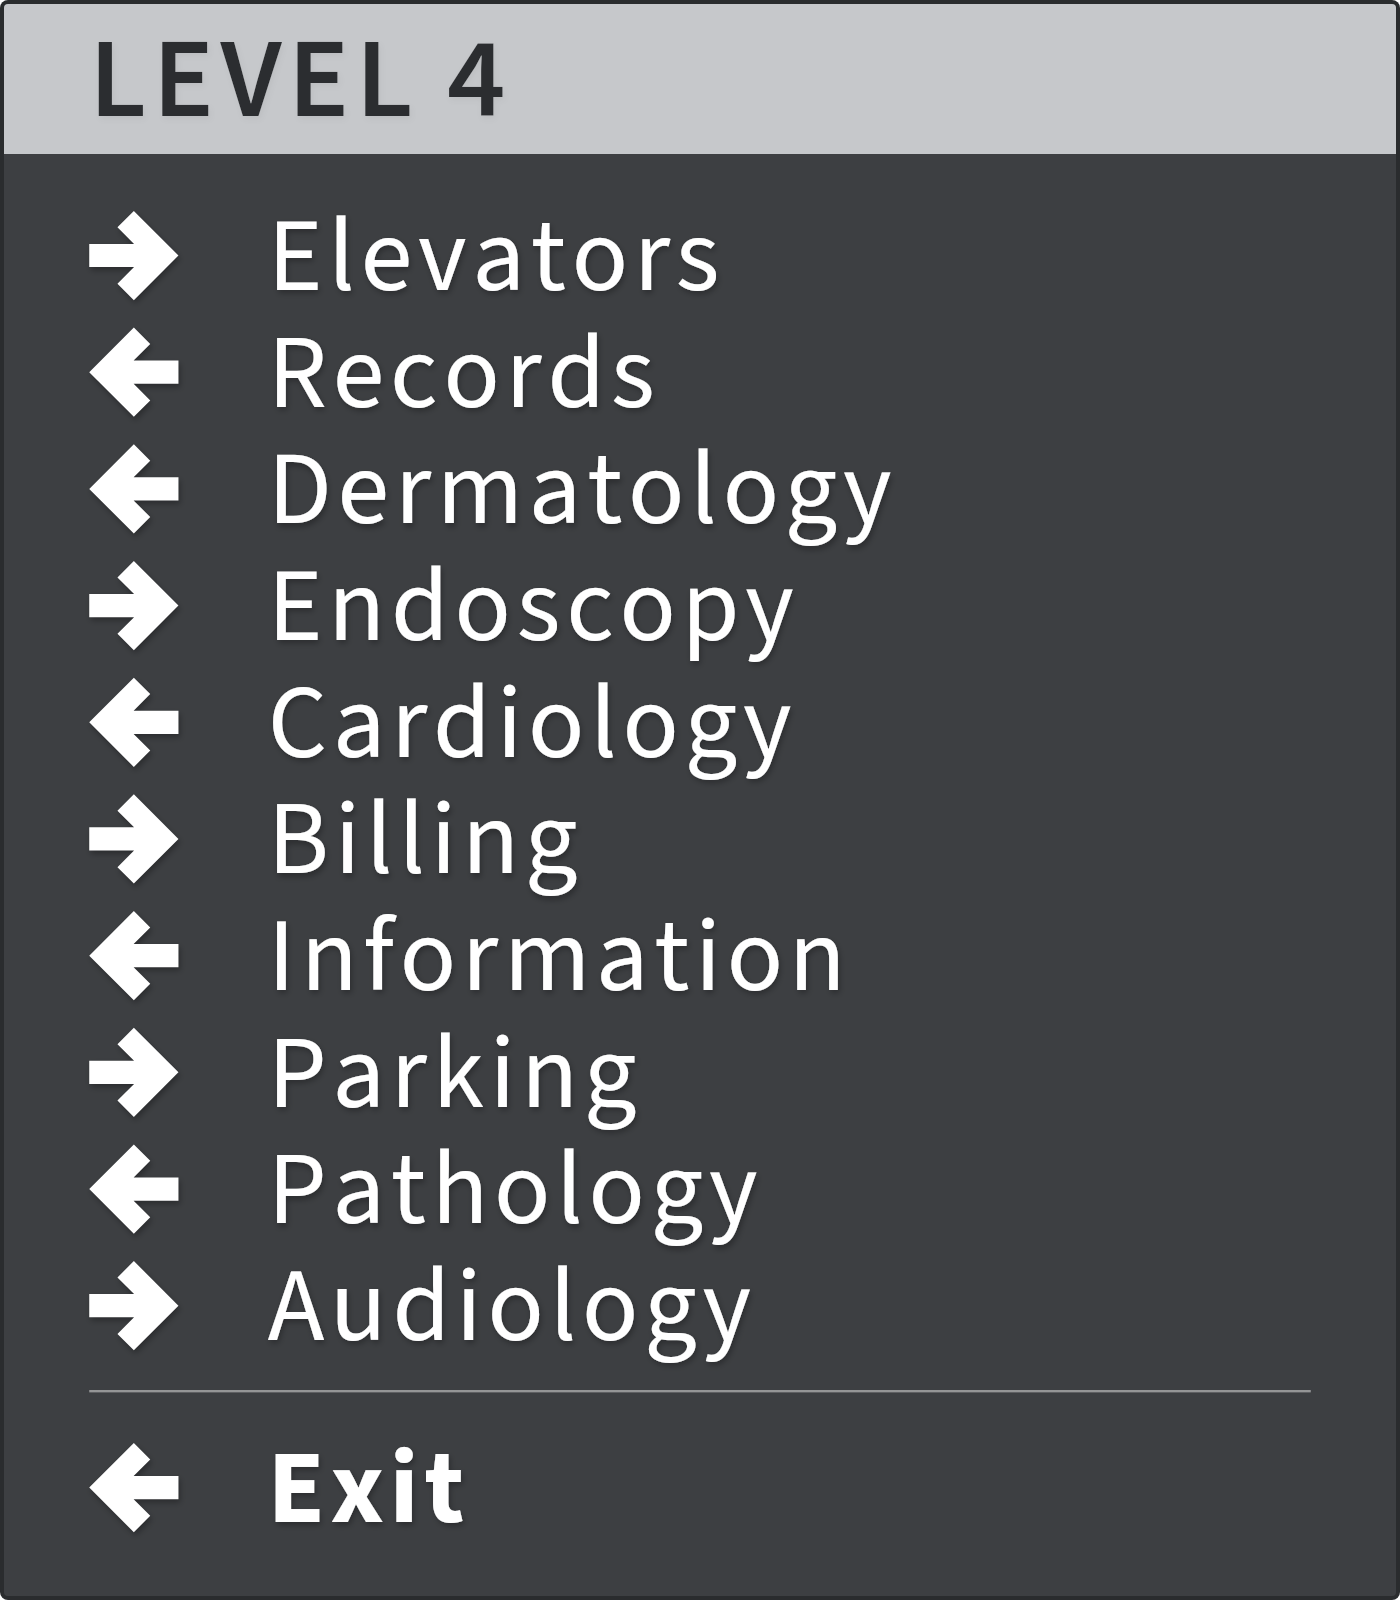 LEVEL 4
→ Elevators
← Records
← Dermatology
→ Endoscopy
← Cardiology
→ Billing
← Information
→ Parking
← Pathology
→ Audiology
← Exit